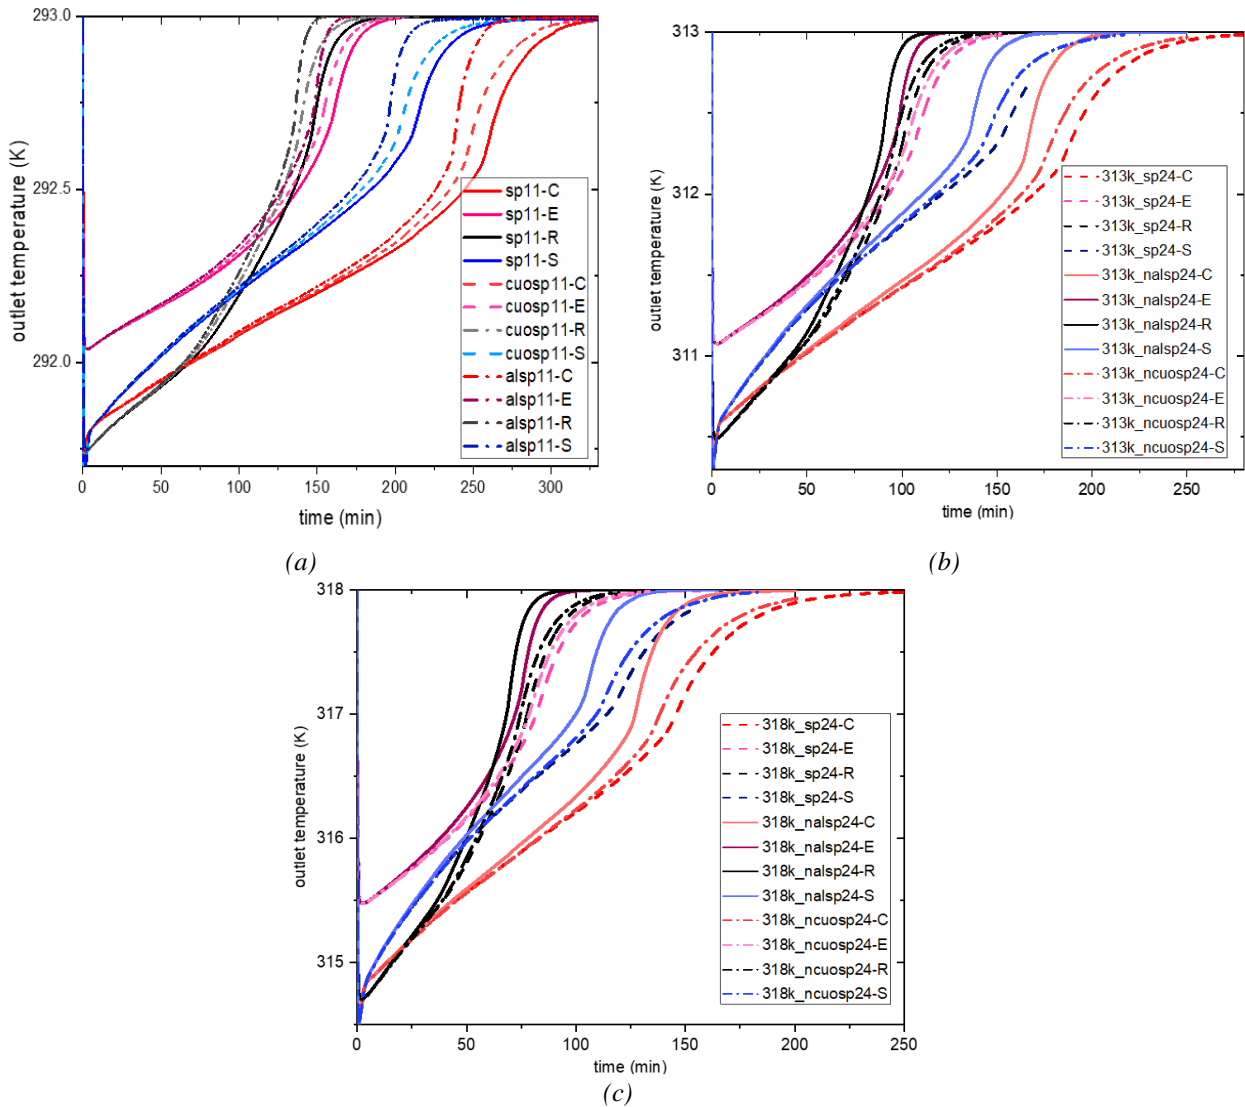 293.0
292.5
292.0
outlet temperature (K)
sp11-C
sp11-E
sp11-R
sp11-S
cuosp11-C
cuosp11-E
cuosp11-R
cuosp11-S
alsp11-C
alsp11-E
alsp11-R
alsp11-S
0 50 100 150 200 250 300
time (min)
(a)
313
312
311
outlet temperature (K)
313k_sp24-C
313k_sp24-E
313k_sp24-R
313k_sp24-S
313k_nalsp24-C
313k_nalsp24-E
313k_nalsp24-R
313k_nalsp24-S
313k_ncuosp24-C
313k_ncuosp24-E
313k_ncuosp24-R
313k_ncuosp24-S
0 50 100 150 200 250
time (min)
(b)
318
317
316
315
outlet temperature (K)
318k_sp24-C
318k_sp24-E
318k_sp24-R
318k_sp24-S
318k_nalsp24-C
318k_nalsp24-E
318k_nalsp24-R
318k_nalsp24-S
318k_ncuosp24-C
318k_ncuosp24-E
318k_ncuosp24-R
318k_ncuosp24-S
0 50 100 150 200 250
time (min)
(c)